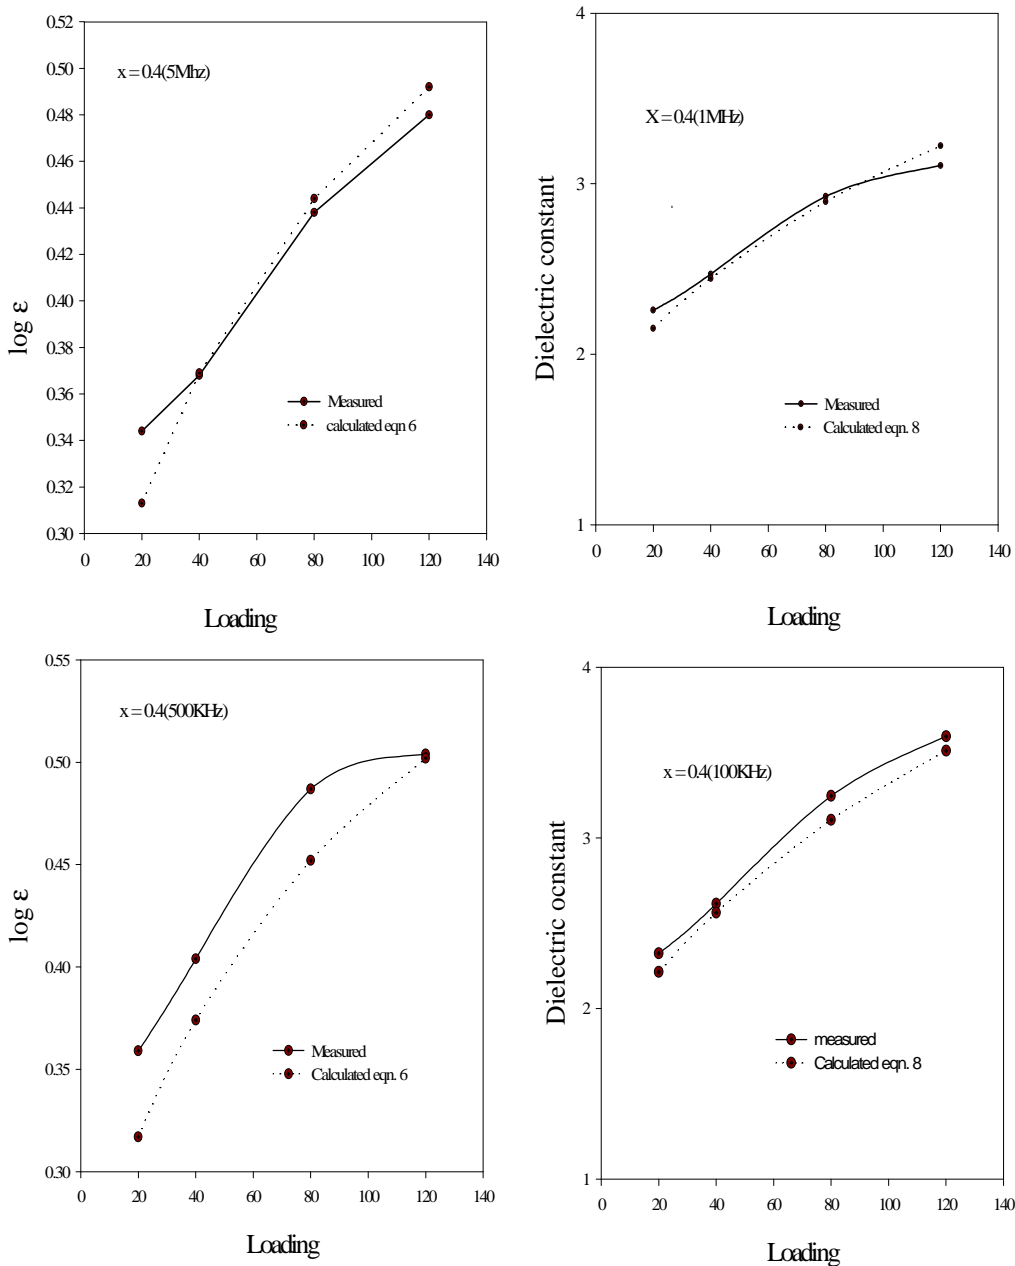 0.52
0.50
0.48
0.46
0.44
0.42
0.40
0.38
0.36
0.34
0.32
0.30
log ε
x = 0.4(5Mhz)
Measured
calculated eqn 6
0 20 40 60 80 100 120 140
Loading
4
3
2
1
Dielectric constant
X = 0.4(1MHz)
Measured
Calculated eqn. 8
0 20 40 60 80 100 120 140
Loading
0.55
0.50
0.45
0.40
0.35
0.30
log ε
x = 0.4(500KHz)
Measured
Calculated eqn. 6
0 20 40 60 80 100 120 140
Loading
4
3
2
1
Dielectric ocnstant
x = 0.4(100KHz)
measured
Calculated eqn. 8
0 20 40 60 80 100 120 140
Loading